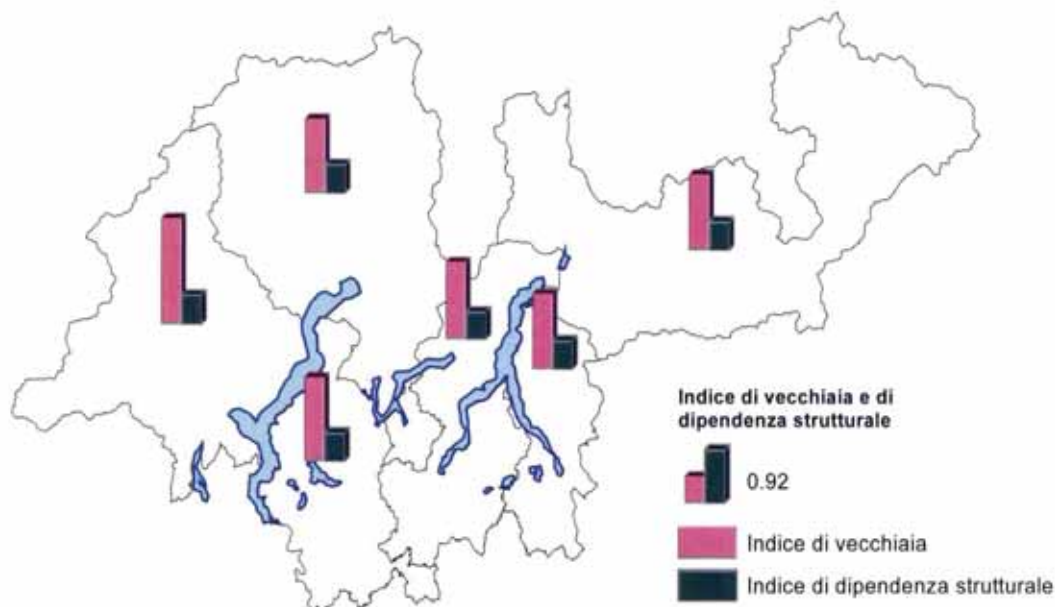 Indice di vecchiaia e di
dipendenza strutturale
0.92
Indice di vecchiaia
Indice di dipendenza strutturale